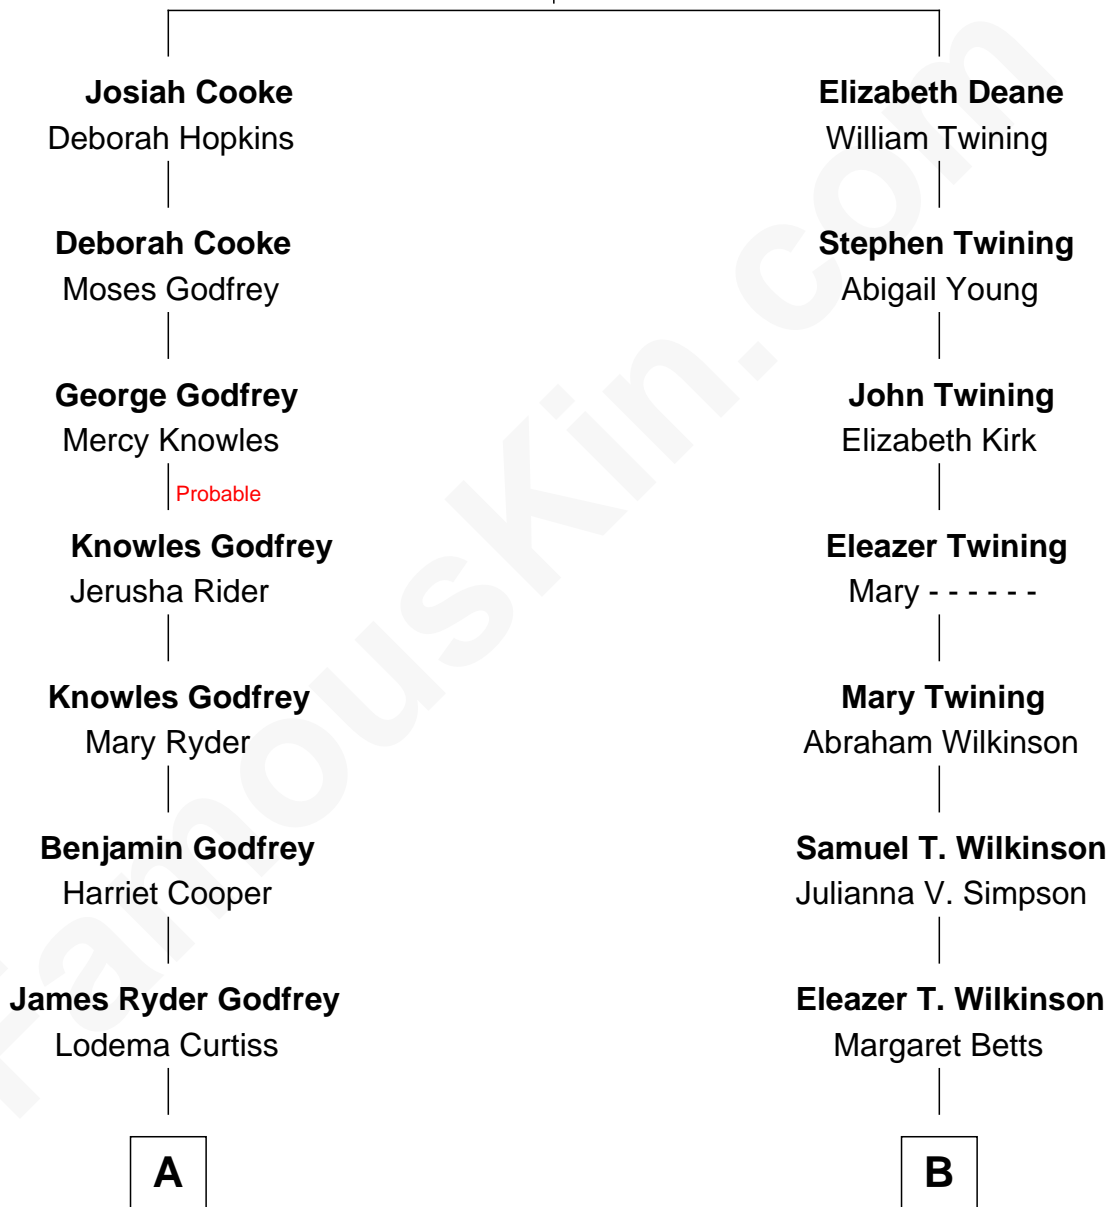 Josiah Cooke
Deborah Hopkins
Deborah Cooke
Moses Godfrey
George Godfrey
Mercy Knowles
Probable
Knowles Godfrey
Jerusha Rider
Knowles Godfrey
Mary Ryder
Benjamin Godfrey
Harriet Cooper
James Ryder Godfrey
Lodema Curtiss
A
Elizabeth Deane
William Twining
Stephen Twining
Abigail Young
John Twining
Elizabeth Kirk
Eleazer Twining
Mary - - - - - -
Mary Twining
Abraham Wilkinson
Samuel T. Wilkinson
Julianna V. Simpson
Eleazer T. Wilkinson
Margaret Betts
B
FamousKin.com